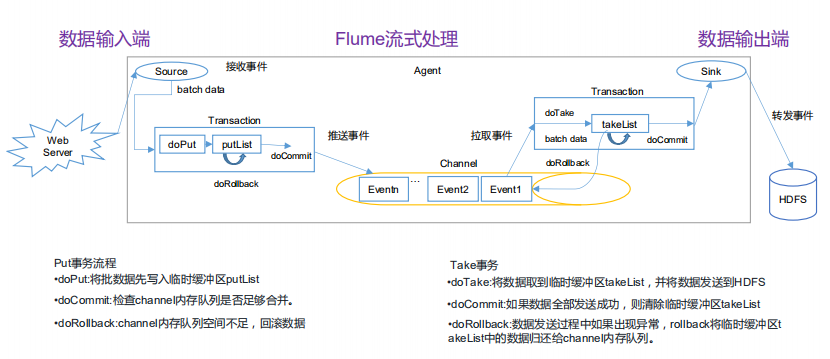 数据输入端
Flume流式处理
数据输出端
Source
接收事件
Agent
Sink
batch data
Transaction
Transaction
Web
Server
doPut
putList
doCommit
doRollback
推送事件
拉取事件
doTake
takeList
batch data
doCommit
doRollback
转发事件
Channel
Eventn
...
Event2
Event1
HDFS
Put事务流程
•doPut:将批数据先写入临时缓冲区putList
•doCommit:检查channel内存队列是否足够合并。
•doRollback:channel内存队列空间不足，回滚数据
Take事务
•doTake:将数据取到临时缓冲区takeList，并将数据发送到HDFS
•doCommit:如果数据全部发送成功，则清除临时缓冲区takeList
•doRollback:数据发送过程中如果出现异常，rollback将临时缓冲区t
akeList中的数据归还给channel内存队列。